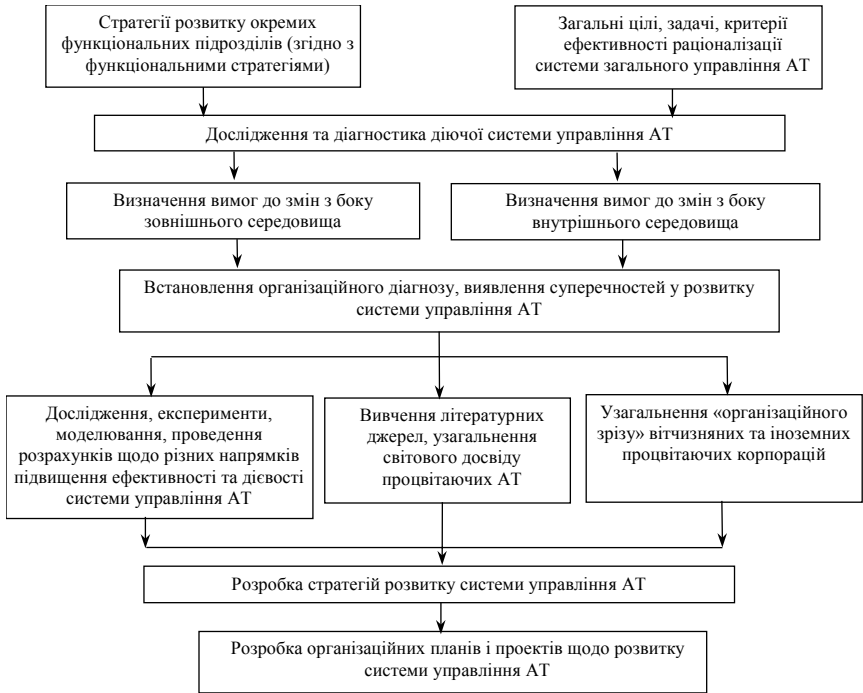 Стратегії розвитку окремих
функціональних підрозділів (згідно з
функціональними стратегіями)
Загальні цілі, задачі, критерії
ефективності раціоналізації
системи загального управління АТ
Дослідження та діагностика діючої системи управління АТ
Визначення вимог до змін з боку
зовнішнього середовища
Визначення вимог до змін з боку
внутрішнього середовища
Встановлення організаційного діагнозу, виявлення суперечностей у розвитку
системи управління АТ
Дослідження, експерименти,
моделювання, проведення
розрахунків щодо різних напрямків
підвищення ефективності та дієвості
системи управління АТ
Вивчення літературних
джерел, узагальнення
світового досвіду
процвітаючих АТ
Узагальнення «організаційного
зрізу» вітчизняних та іноземних
процвітаючих корпорацій
Розробка стратегій розвитку системи управління АТ
Розробка організаційних планів і проектів щодо розвитку
системи управління АТ